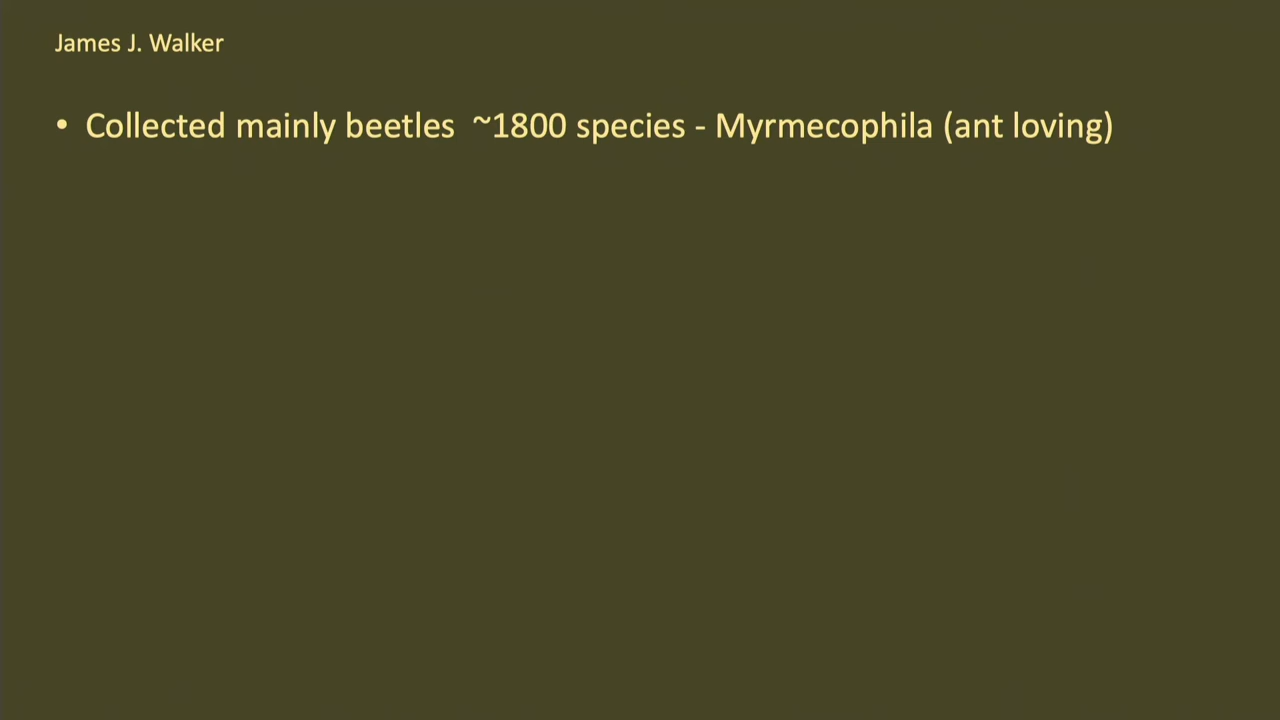 James J. Walker
• Collected mainly beetles  ~1800 species - Myrmecophila (ant loving)